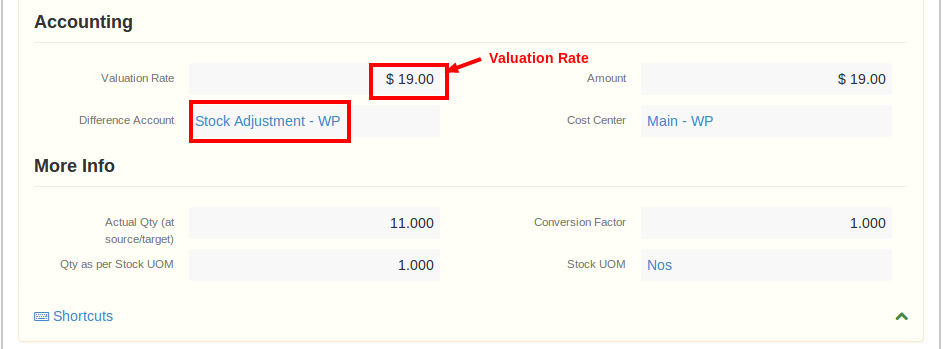 Accounting
Valuation Rate $ 19.00 Valuation Rate Amount $ 19.00
Difference Account Stock Adjustment - WP Cost Center Main - WP
More Info
Actual Qty (at source/target) 11.000 Conversion Factor 1.000
Qty as per Stock UOM 1.000 Stock UOM Nos
Shortcuts